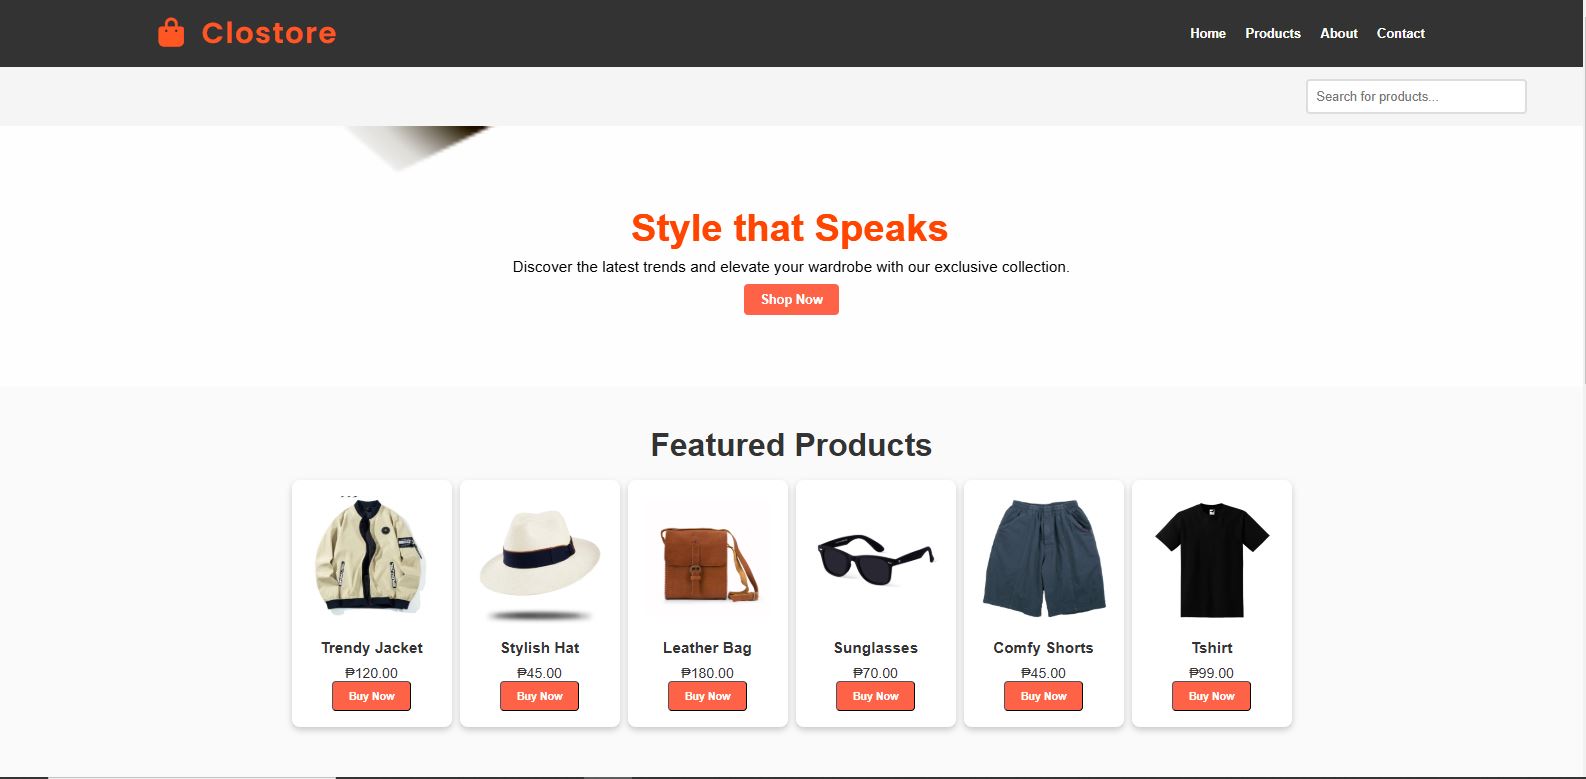 Clostore
Home Products About Contact
Search for products...
Style that Speaks
Discover the latest trends and elevate your wardrobe with our exclusive collection.
Shop Now
Featured Products
Trendy Jacket
₱120.00
Buy Now
Stylish Hat
₱45.00
Buy Now
Leather Bag
₱180.00
Buy Now
Sunglasses
₱70.00
Buy Now
Comfy Shorts
₱45.00
Buy Now
Tshirt
₱99.00
Buy Now